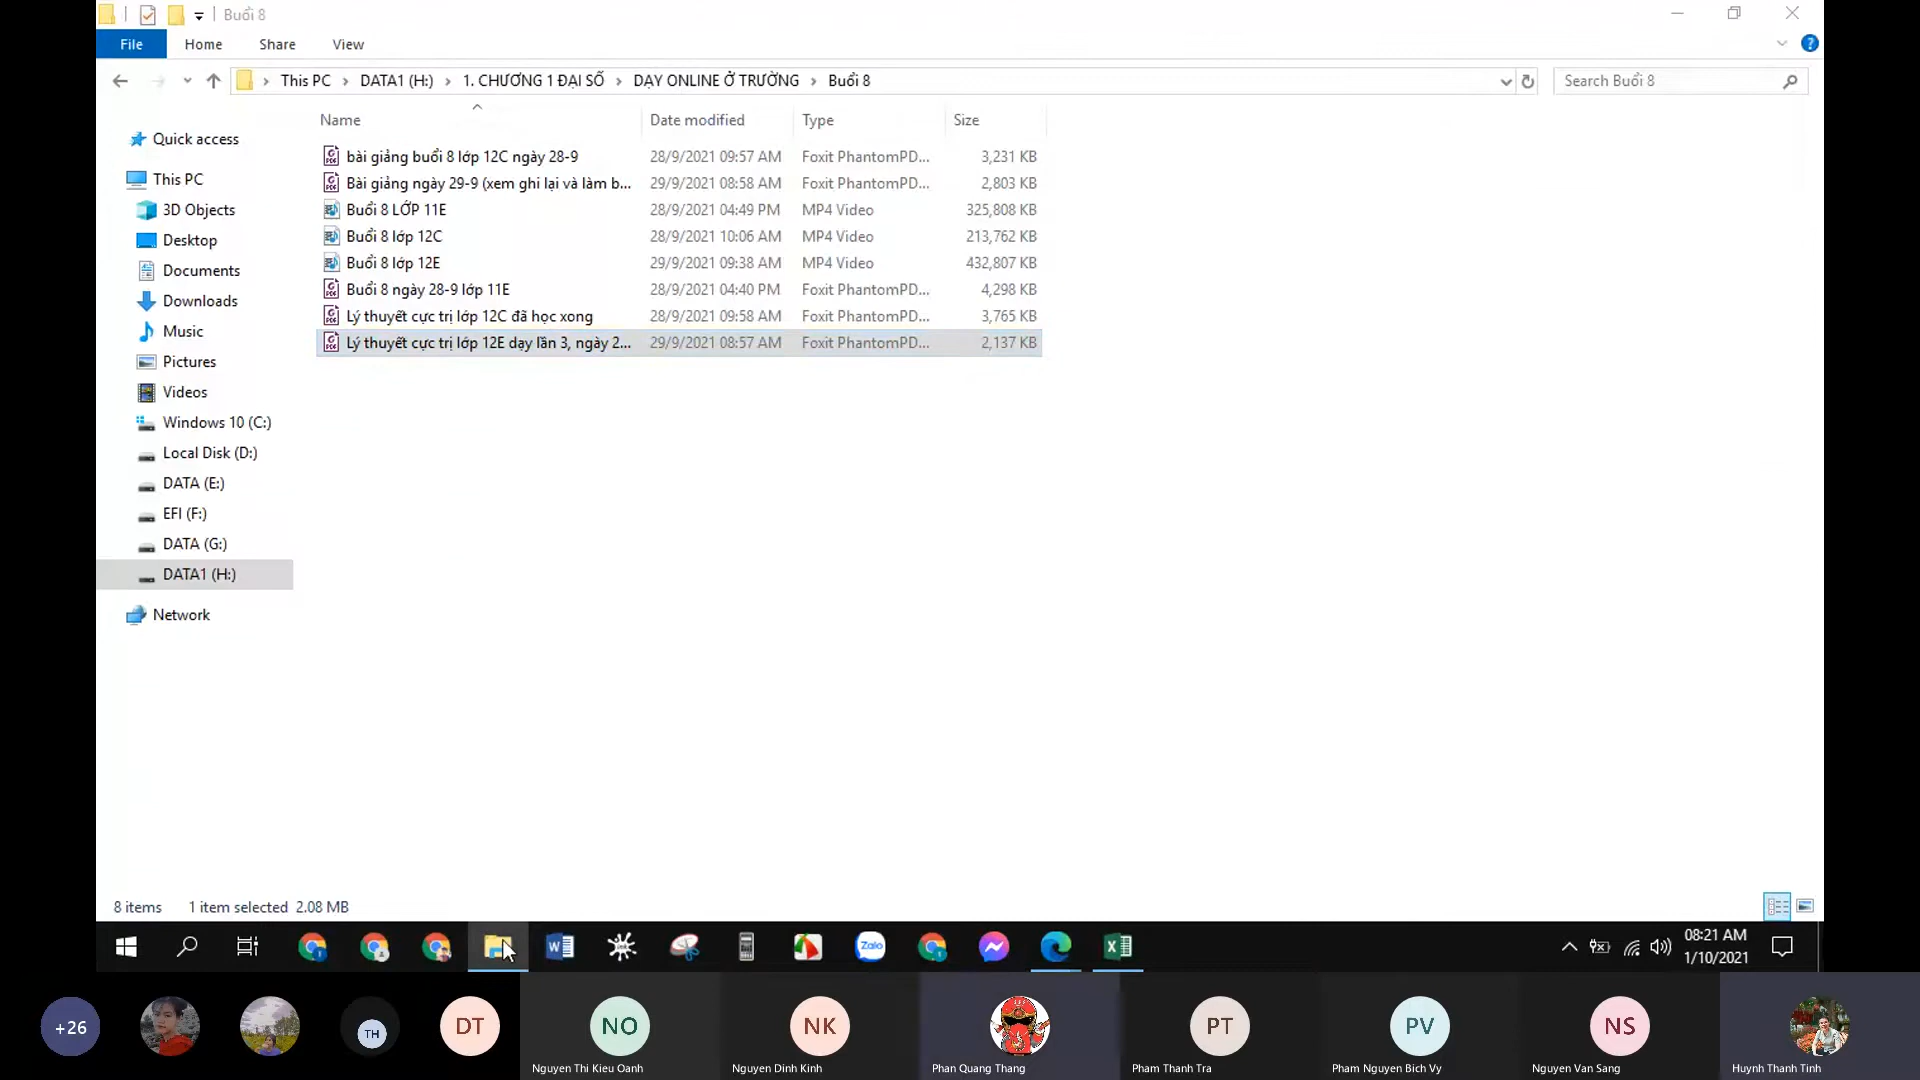 Buổi 8
File Home Share View
This PC DATA1 (H:) 1. CHƯƠNG 1 ĐẠI SỐ DẠY ONLINE Ở TRƯỜNG Buổi 8 Search Buổi 8
Name Date modified Type Size
Quick access
This PC
3D Objects
Desktop
Documents
Downloads
Music
Pictures
Videos
Windows 10 (C:)
Local Disk (D:)
DATA (E:)
EFI (F:)
DATA (G:)
DATA1 (H:)
Network
bài giảng buổi 8 lớp 12C ngày 28-9 28/9/2021 09:57 AM Foxit PhantomPD... 3,231 KB
Bài giảng ngày 29-9 (xem ghi lại và làm b... 29/9/2021 08:58 AM Foxit PhantomPD... 2,803 KB
Buổi 8 LỚP 11E 28/9/2021 04:49 PM MP4 Video 325,808 KB
Buổi 8 lớp 12C 28/9/2021 10:06 AM MP4 Video 213,762 KB
Buổi 8 lớp 12E 29/9/2021 09:38 AM MP4 Video 432,807 KB
Buổi 8 ngày 28-9 lớp 11E 28/9/2021 04:40 PM Foxit PhantomPD... 4,298 KB
Lý thuyết cực trị lớp 12C đã học xong 28/9/2021 09:58 AM Foxit PhantomPD... 3,765 KB
Lý thuyết cực trị lớp 12E dạy lần 3, ngày 2... 29/9/2021 08:57 AM Foxit PhantomPD... 2,137 KB
8 items 1 item selected 2.08 MB
Zalo
08:21 AM
1/10/2021
+26 TH DT NO NK PT PV NS
Nguyen Thi Kieu Oanh Nguyen Dinh Kinh Phan Quang Thang Pham Thanh Tra Pham Nguyen Bich Vy Nguyen Van Sang Huynh Thanh Tinh